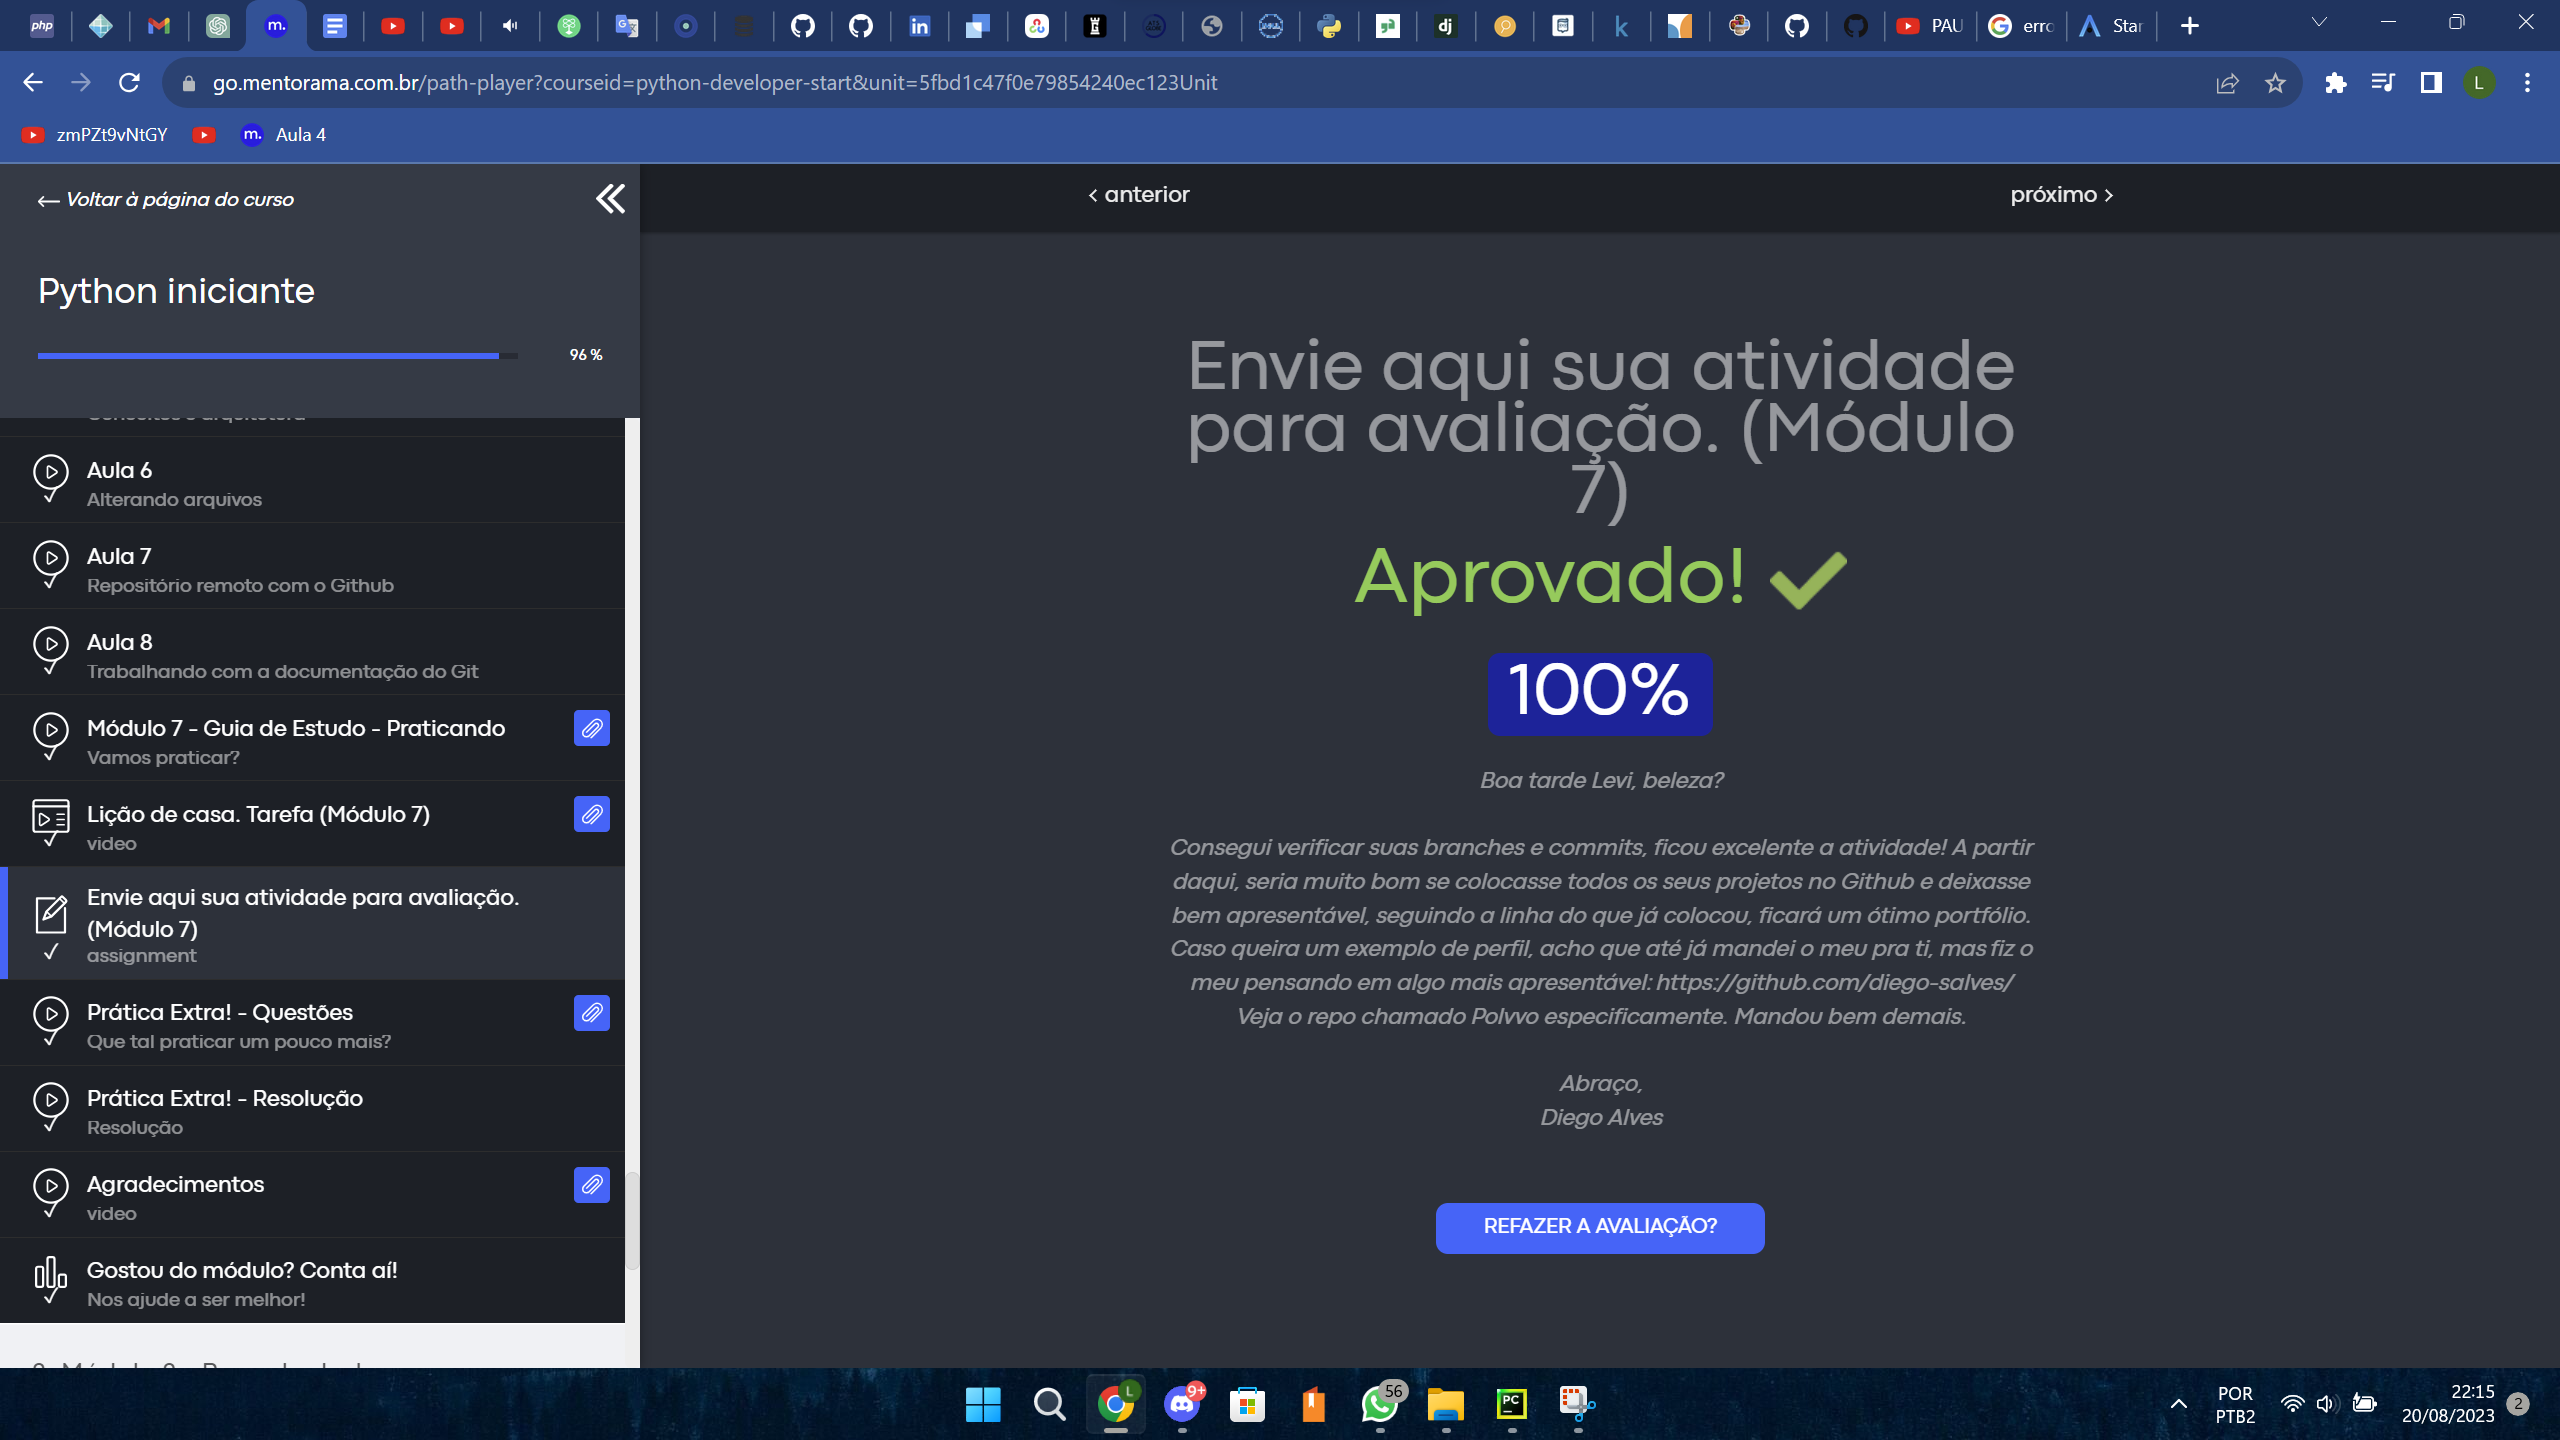 php
m.
PAU
erro
Star
go.mentorama.com.br/path-player?courseid=python-developer-start&unit=5fbd1c47f0e79854240ec123Unit
L
zmPZt9vNtGY
m. Aula 4
← Voltar à página do curso
‹ anterior
próximo ›
Python iniciante
96 %
Aula 6
Alterando arquivos
Aula 7
Repositório remoto com o Github
Aula 8
Trabalhando com a documentação do Git
Módulo 7 - Guia de Estudo - Praticando
Vamos praticar?
Lição de casa. Tarefa (Módulo 7)
video
Envie aqui sua atividade para avaliação.
(Módulo 7)
assignment
Prática Extra! - Questões
Que tal praticar um pouco mais?
Prática Extra! - Resolução
Resolução
Agradecimentos
video
Gostou do módulo? Conta aí!
Nos ajude a ser melhor!
Envie aqui sua atividade
para avaliação. (Módulo
7)
Aprovado!
100%
Boa tarde Levi, beleza?
Consegui verificar suas branches e commits, ficou excelente a atividade! A partir
daqui, seria muito bom se colocasse todos os seus projetos no Github e deixasse
bem apresentável, seguindo a linha do que já colocou, ficará um ótimo portfólio.
Caso queira um exemplo de perfil, acho que até já mandei o meu pra ti, mas fiz o
meu pensando em algo mais apresentável: https://github.com/diego-salves/
Veja o repo chamado Polvvo especificamente. Mandou bem demais.
Abraço,
Diego Alves
REFAZER A AVALIAÇÃO?
L
9+
56
PC
POR
PTB2
22:15
20/08/2023
2